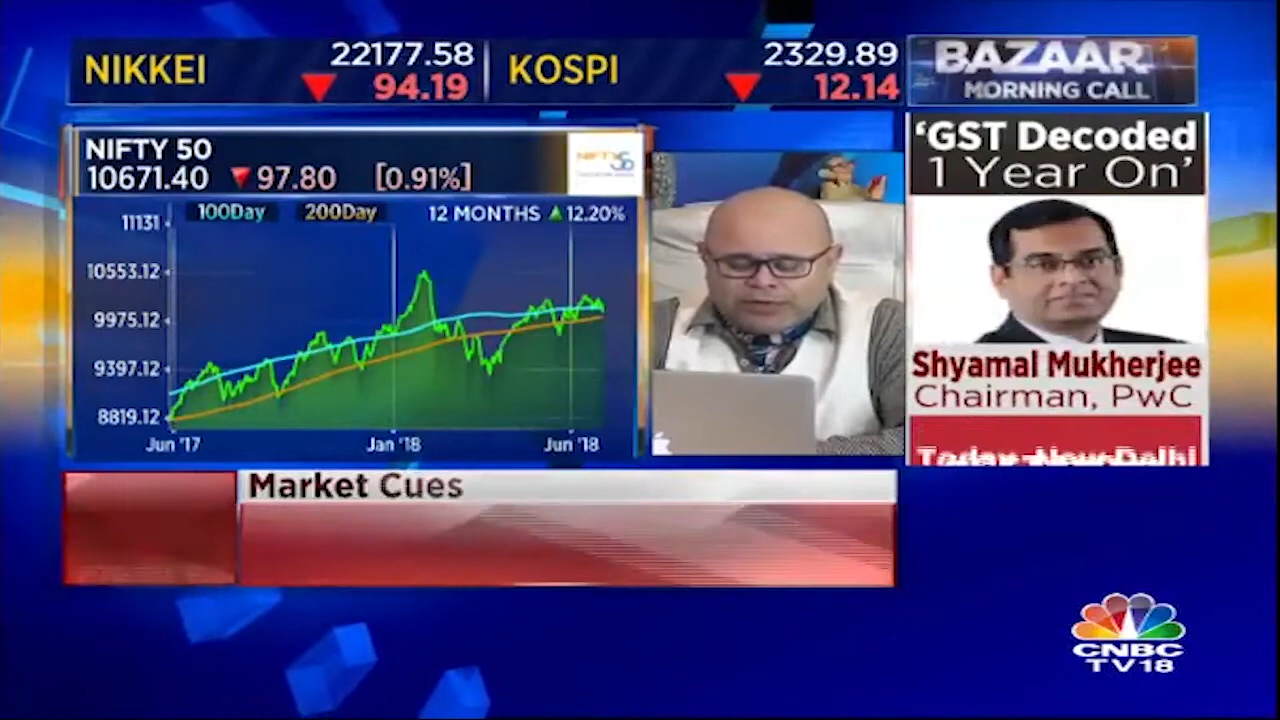 NIKKEI
22177.58
94.19
KOSPI
2329.89
12.14
BAZAAR
MORNING CALL
NIFTY 50
10671.40 97.80 [0.91%]
100Day 200Day 12 MONTHS 12.20%
11131
10553.12
9975.12
9397.12
8819.12
Jun '17 Jan '18 Jun '18
'GST Decoded
1 Year On'
Shyamal Mukherjee
Chairman, PwC
Market Cues
CNBC
TV18